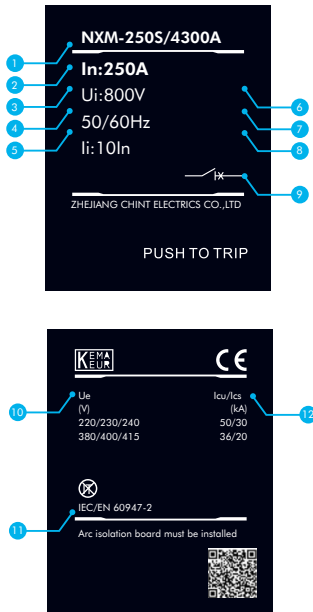 NXM-250S/4300A
1
In:250A
2
Ui:800V
3
6
50/60Hz
4
7
Ii:10In
5
8
9
ZHEJIANG CHINT ELECTRICS CO.,LTD
PUSH TO TRIP
KEMA EUR
CE
Ue Icu/Ics
10
12
(V) (kA)
220/230/240 50/30
380/400/415 36/20
IEC/EN 60947-2
11
Arc isolation board must be installed